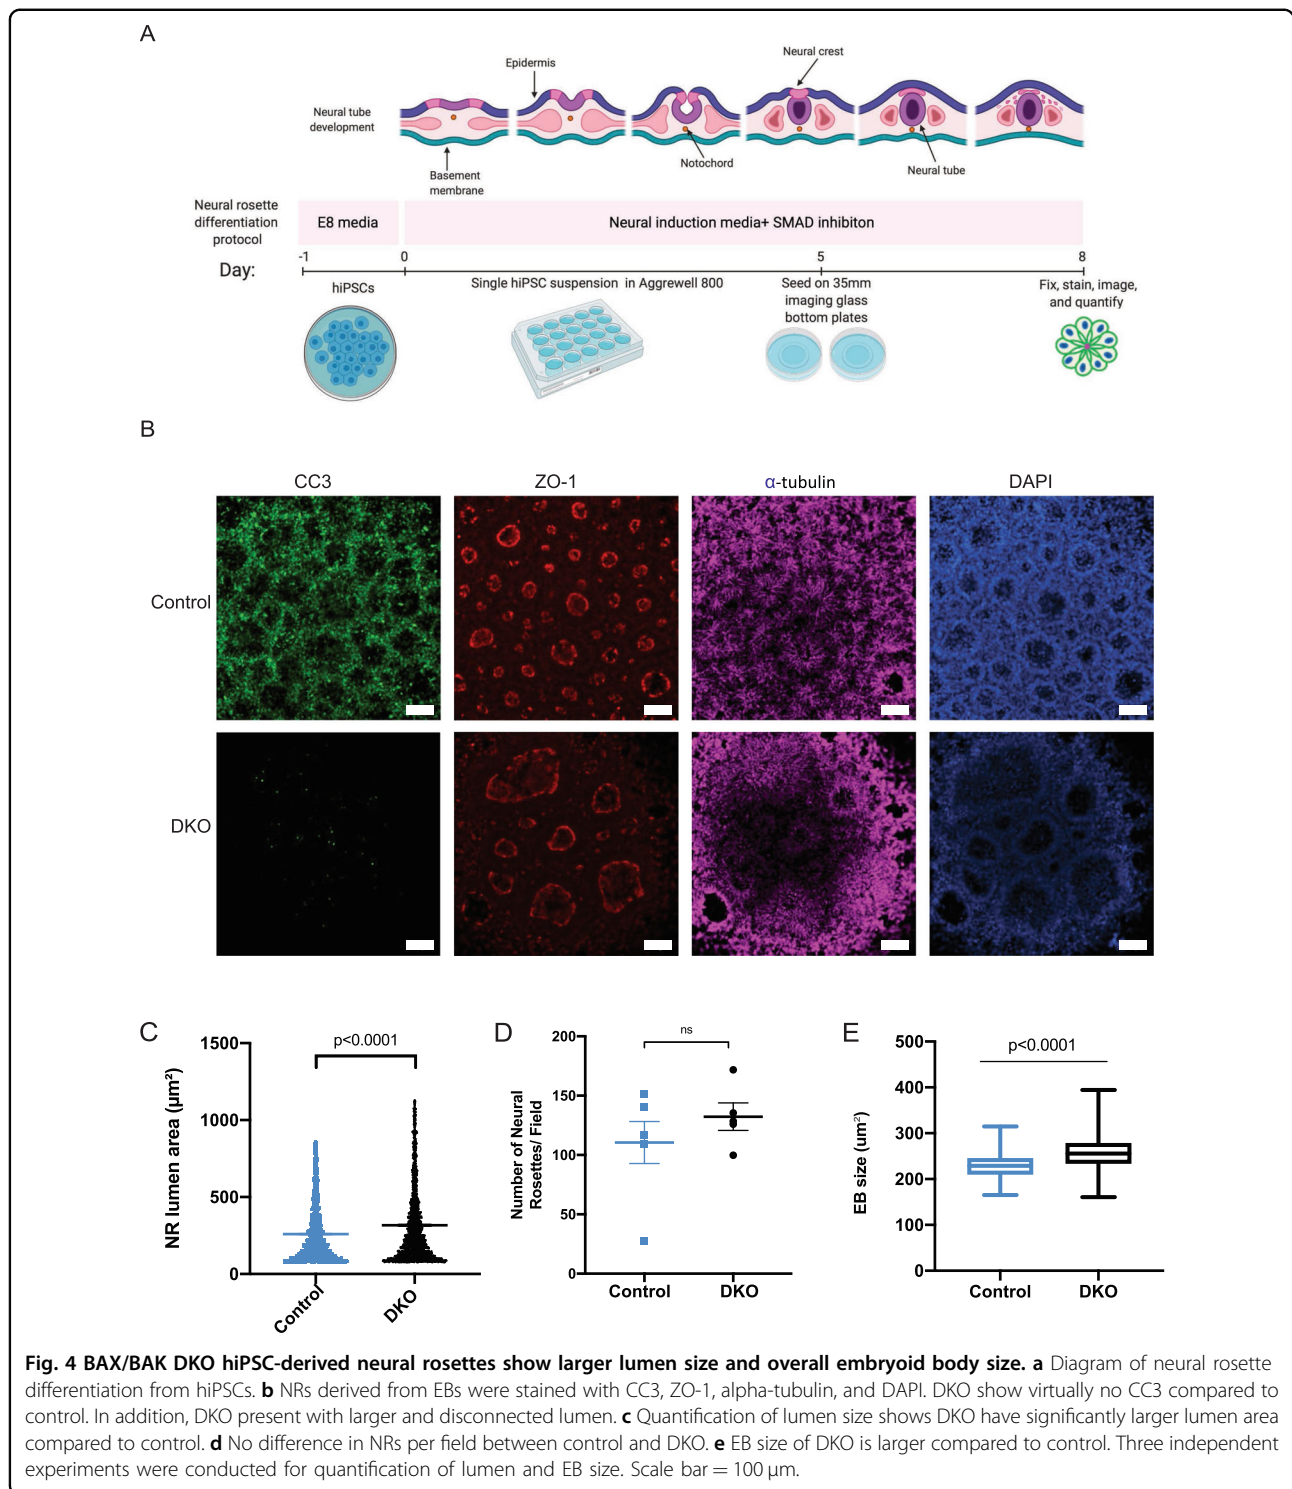 A
Epidermis
Neural crest
Neural tube
development
Basement
membrane
Notochord
Neural tube
Neural rosette
differentiation
protocol
E8 media
Neural induction media+ SMAD inhibiton
Day:
-1
0
5
8
hiPSCs
Single hiPSC suspension in Aggrewell 800
Seed on 35mm
imaging glass
bottom plates
Fix, stain, image,
and quantify
B
CC3
ZO-1
α-tubulin
DAPI
Control
DKO
C
NR lumen area (µm²)
1500
1000
500
0
p<0.0001
Control
DKO
D
Number of Neural
Rosettes/ Field
200
150
100
50
0
ns
Control
DKO
E
EB size (um²)
500
400
300
200
100
0
p<0.0001
Control
DKO
Fig. 4 BAX/BAK DKO hiPSC-derived neural rosettes show larger lumen size and overall embryoid body size. a Diagram of neural rosette
differentiation from hiPSCs. b NRs derived from EBs were stained with CC3, ZO-1, alpha-tubulin, and DAPI. DKO show virtually no CC3 compared to
control. In addition, DKO present with larger and disconnected lumen. c Quantification of lumen size shows DKO have significantly larger lumen area
compared to control. d No difference in NRs per field between control and DKO. e EB size of DKO is larger compared to control. Three independent
experiments were conducted for quantification of lumen and EB size. Scale bar = 100 µm.